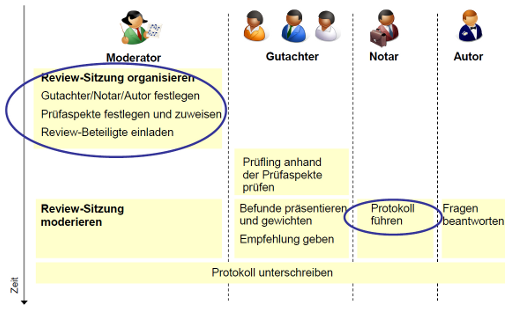 Moderator
Gutachter
Notar
Autor
Review-Sitzung organisieren
Gutachter/Notar/Autor festlegen
Prüfaspekte festlegen und zuweisen
Review-Beteiligte einladen
Prüfling anhand
der Prüfaspekte
prüfen
Review-Sitzung
moderieren
Befunde präsentieren
und gewichten
Empfehlung geben
Protokoll
führen
Fragen
beantworten
Protokoll unterschreiben
Zeit